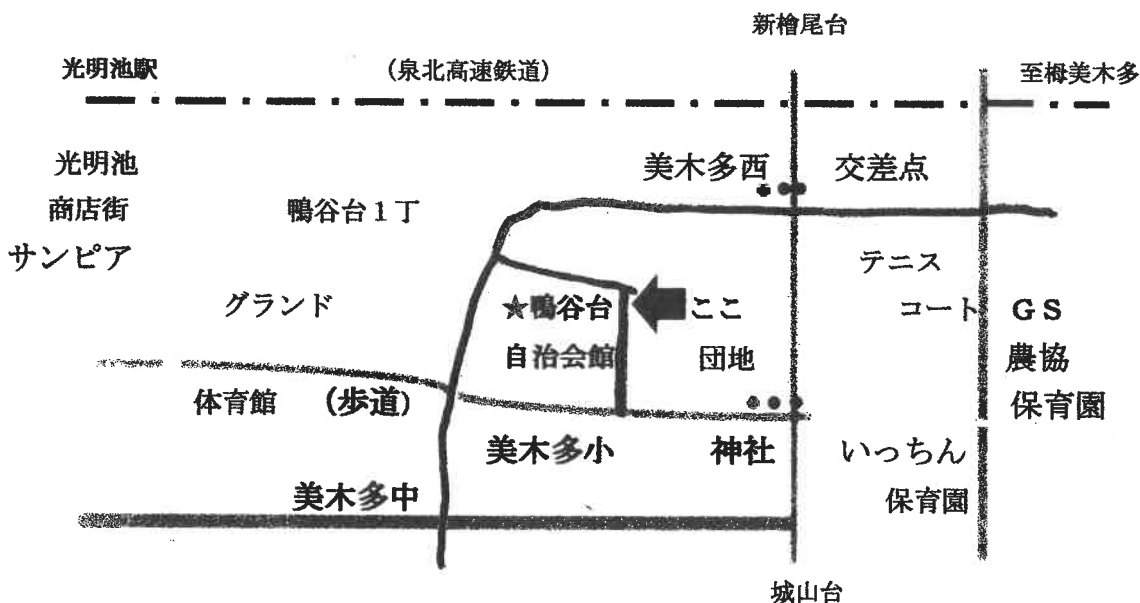 新檜尾台
光明池駅
(泉北高速鉄道)
至栂美木多
光明池
商店街
サンピア
鴨谷台1丁
美木多西
交差点
グランド
★鴨谷台
自治会館
ここ
団地
テニス
コート
GS
農協
保育園
体育館
(歩道)
美木多小
神社
いっちん
保育園
美木多中
城山台